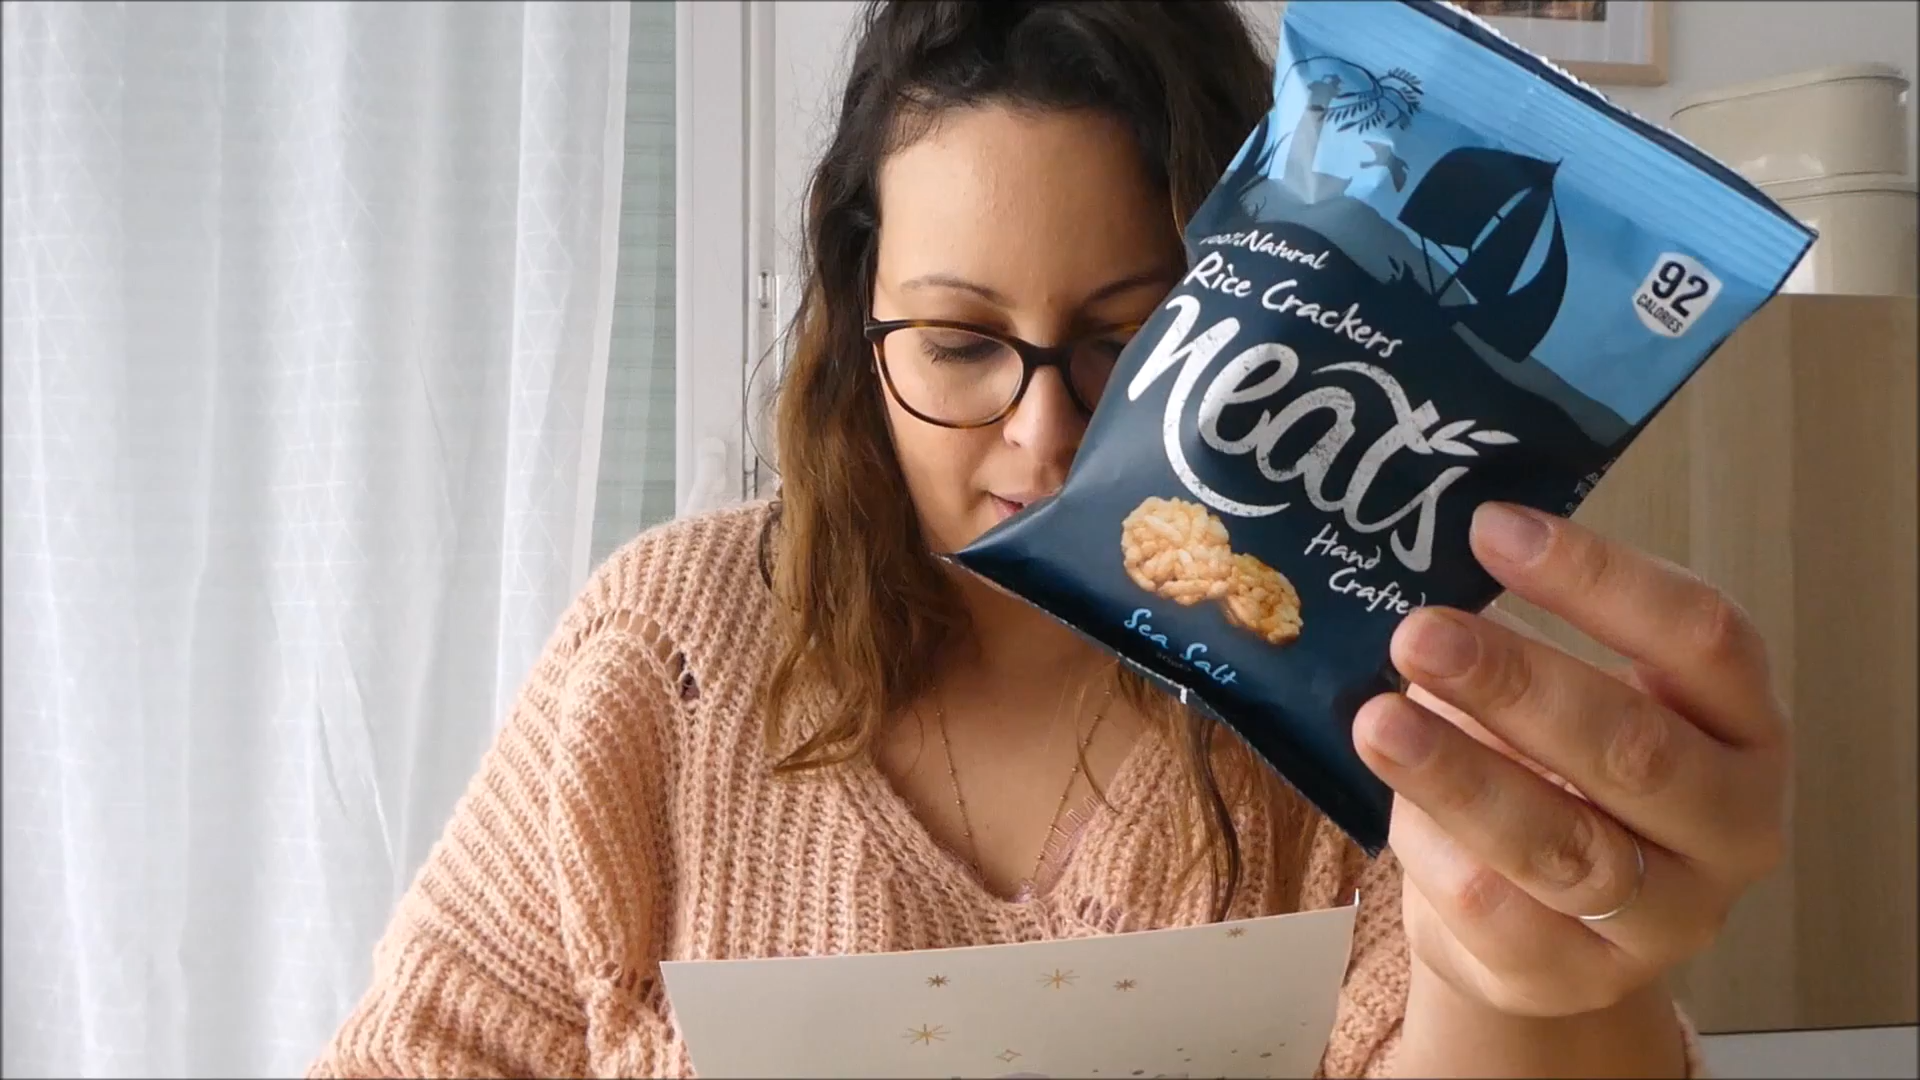 100% Natural
Rice Crackers
neats
Hand
Crafted
Sea Salt
92
CALORIES